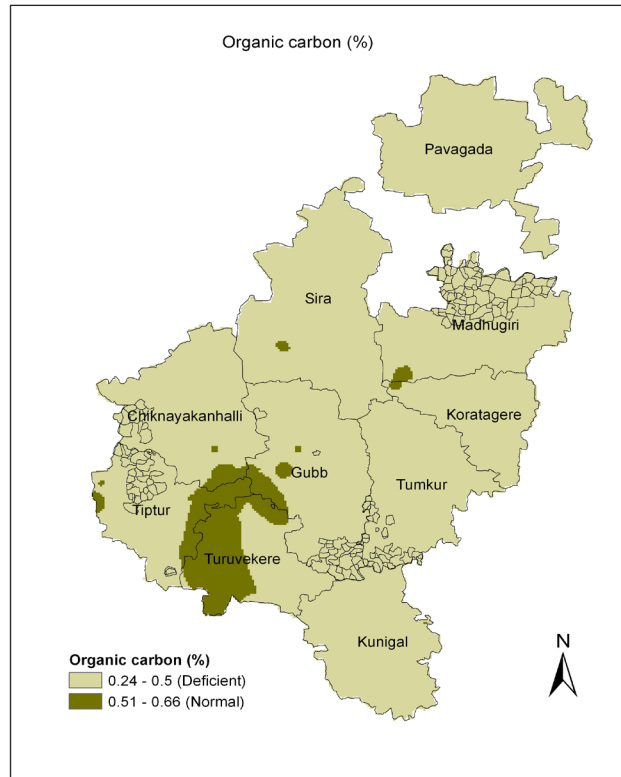 Organic carbon (%)
Pavagada
Sira
Madhugiri
Koratagere
Chiknayakanhalli
Gubb
Tumkur
Tiptur
Turuvekere
Kunigal
N
Organic carbon (%)
0.24 - 0.5 (Deficient)
0.51 - 0.66 (Normal)